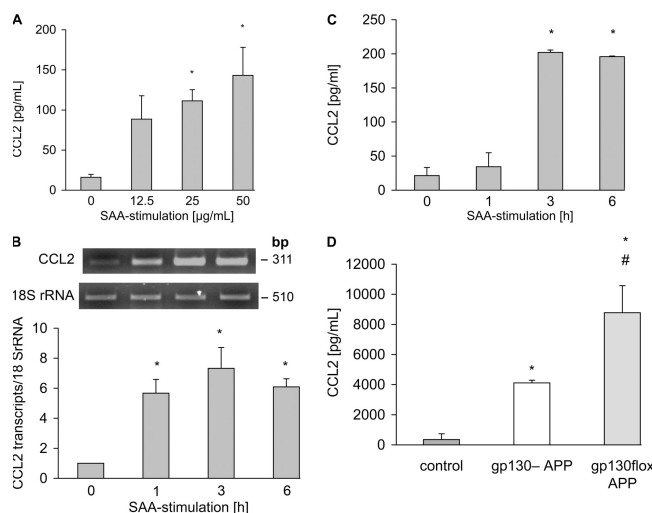 A
CCL2 [pg/mL]
200
150
100
50
0
*
*
0 12.5 25 50
SAA-stimulation [µg/mL]
B
bp
CCL2 – 311
18S rRNA – 510
CCL2 transcripts/18 SrRNA
10
8
6
4
2
0
*
*
*
0 1 3 6
SAA-stimulation [h]
C
CCL2 [pg/ml]
250
200
150
100
50
0
*
*
0 1 3 6
SAA-stimulation [h]
D
CCL2 [pg/mL]
12000
10000
8000
6000
4000
2000
0
*
*
#
control gp130– APP gp130flox
APP